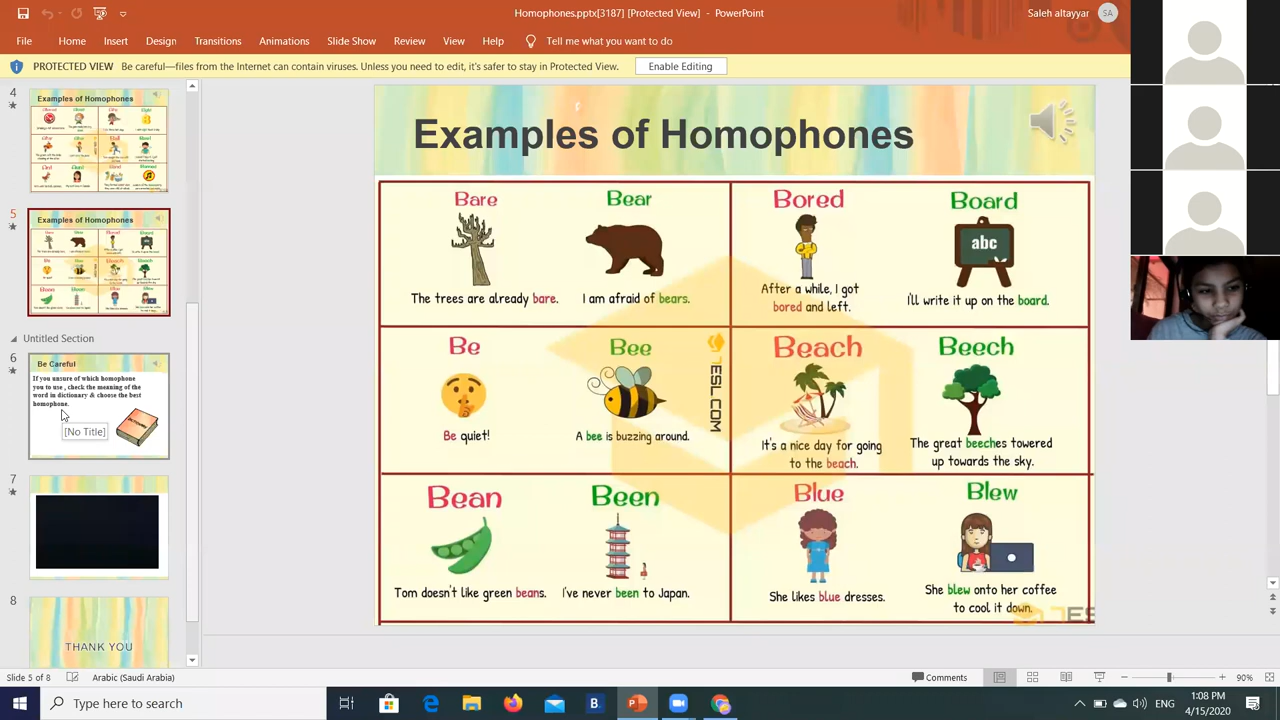 Homophones.pptx[3187] [Protected View] - PowerPoint
Saleh altayyar
SA
File Home Insert Design Transitions Animations Slide Show Review View Help Tell me what you want to do
PROTECTED VIEW Be careful—files from the Internet can contain viruses. Unless you need to edit, it's safer to stay in Protected View. Enable Editing
4
Examples of Homophones
5
Examples of Homophones
Untitled Section
6
Be Careful
If you unsure of which homophone
you to use , check the meaning of the
word in dictionary & choose the best
homophone.
DICTIONARY
[No Title]
7
8
THANK YOU
Examples of Homophones
Bare Bear Bored Board
abc
The trees are already bare. I am afraid of bears.
After a while, I got
bored and left.
I'll write it up on the board.
Be Bee Beach Beech
7ESL.COM
Be quiet! A bee is buzzing around.
It's a nice day for going
to the beach.
The great beeches towered
up towards the sky.
Bean Been Blue Blew
Tom doesn't like green beans. I've never been to Japan.
She likes blue dresses.
She blew onto her coffee
to cool it down.
7ES
Slide 5 of 8 Arabic (Saudi Arabia) Comments 90%
Type here to search
ENG
1:08 PM
4/15/2020